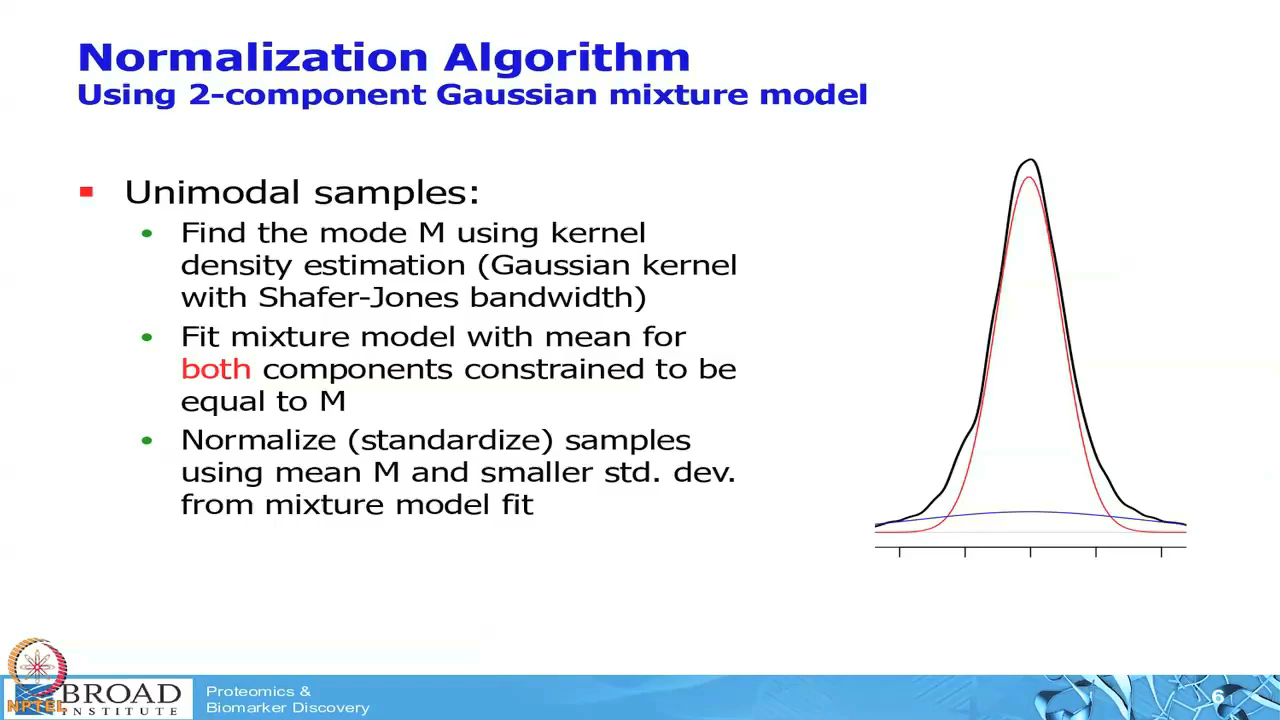 Normalization Algorithm
Using 2-component Gaussian mixture model
Unimodal samples:
Find the mode M using kernel
density estimation (Gaussian kernel
with Shafer-Jones bandwidth)
Fit mixture model with mean for
both components constrained to be
equal to M
Normalize (standardize) samples
using mean M and smaller std. dev.
from mixture model fit
BROAD
INSTITUTE
NPTEL
Proteomics &
Biomarker Discovery
6